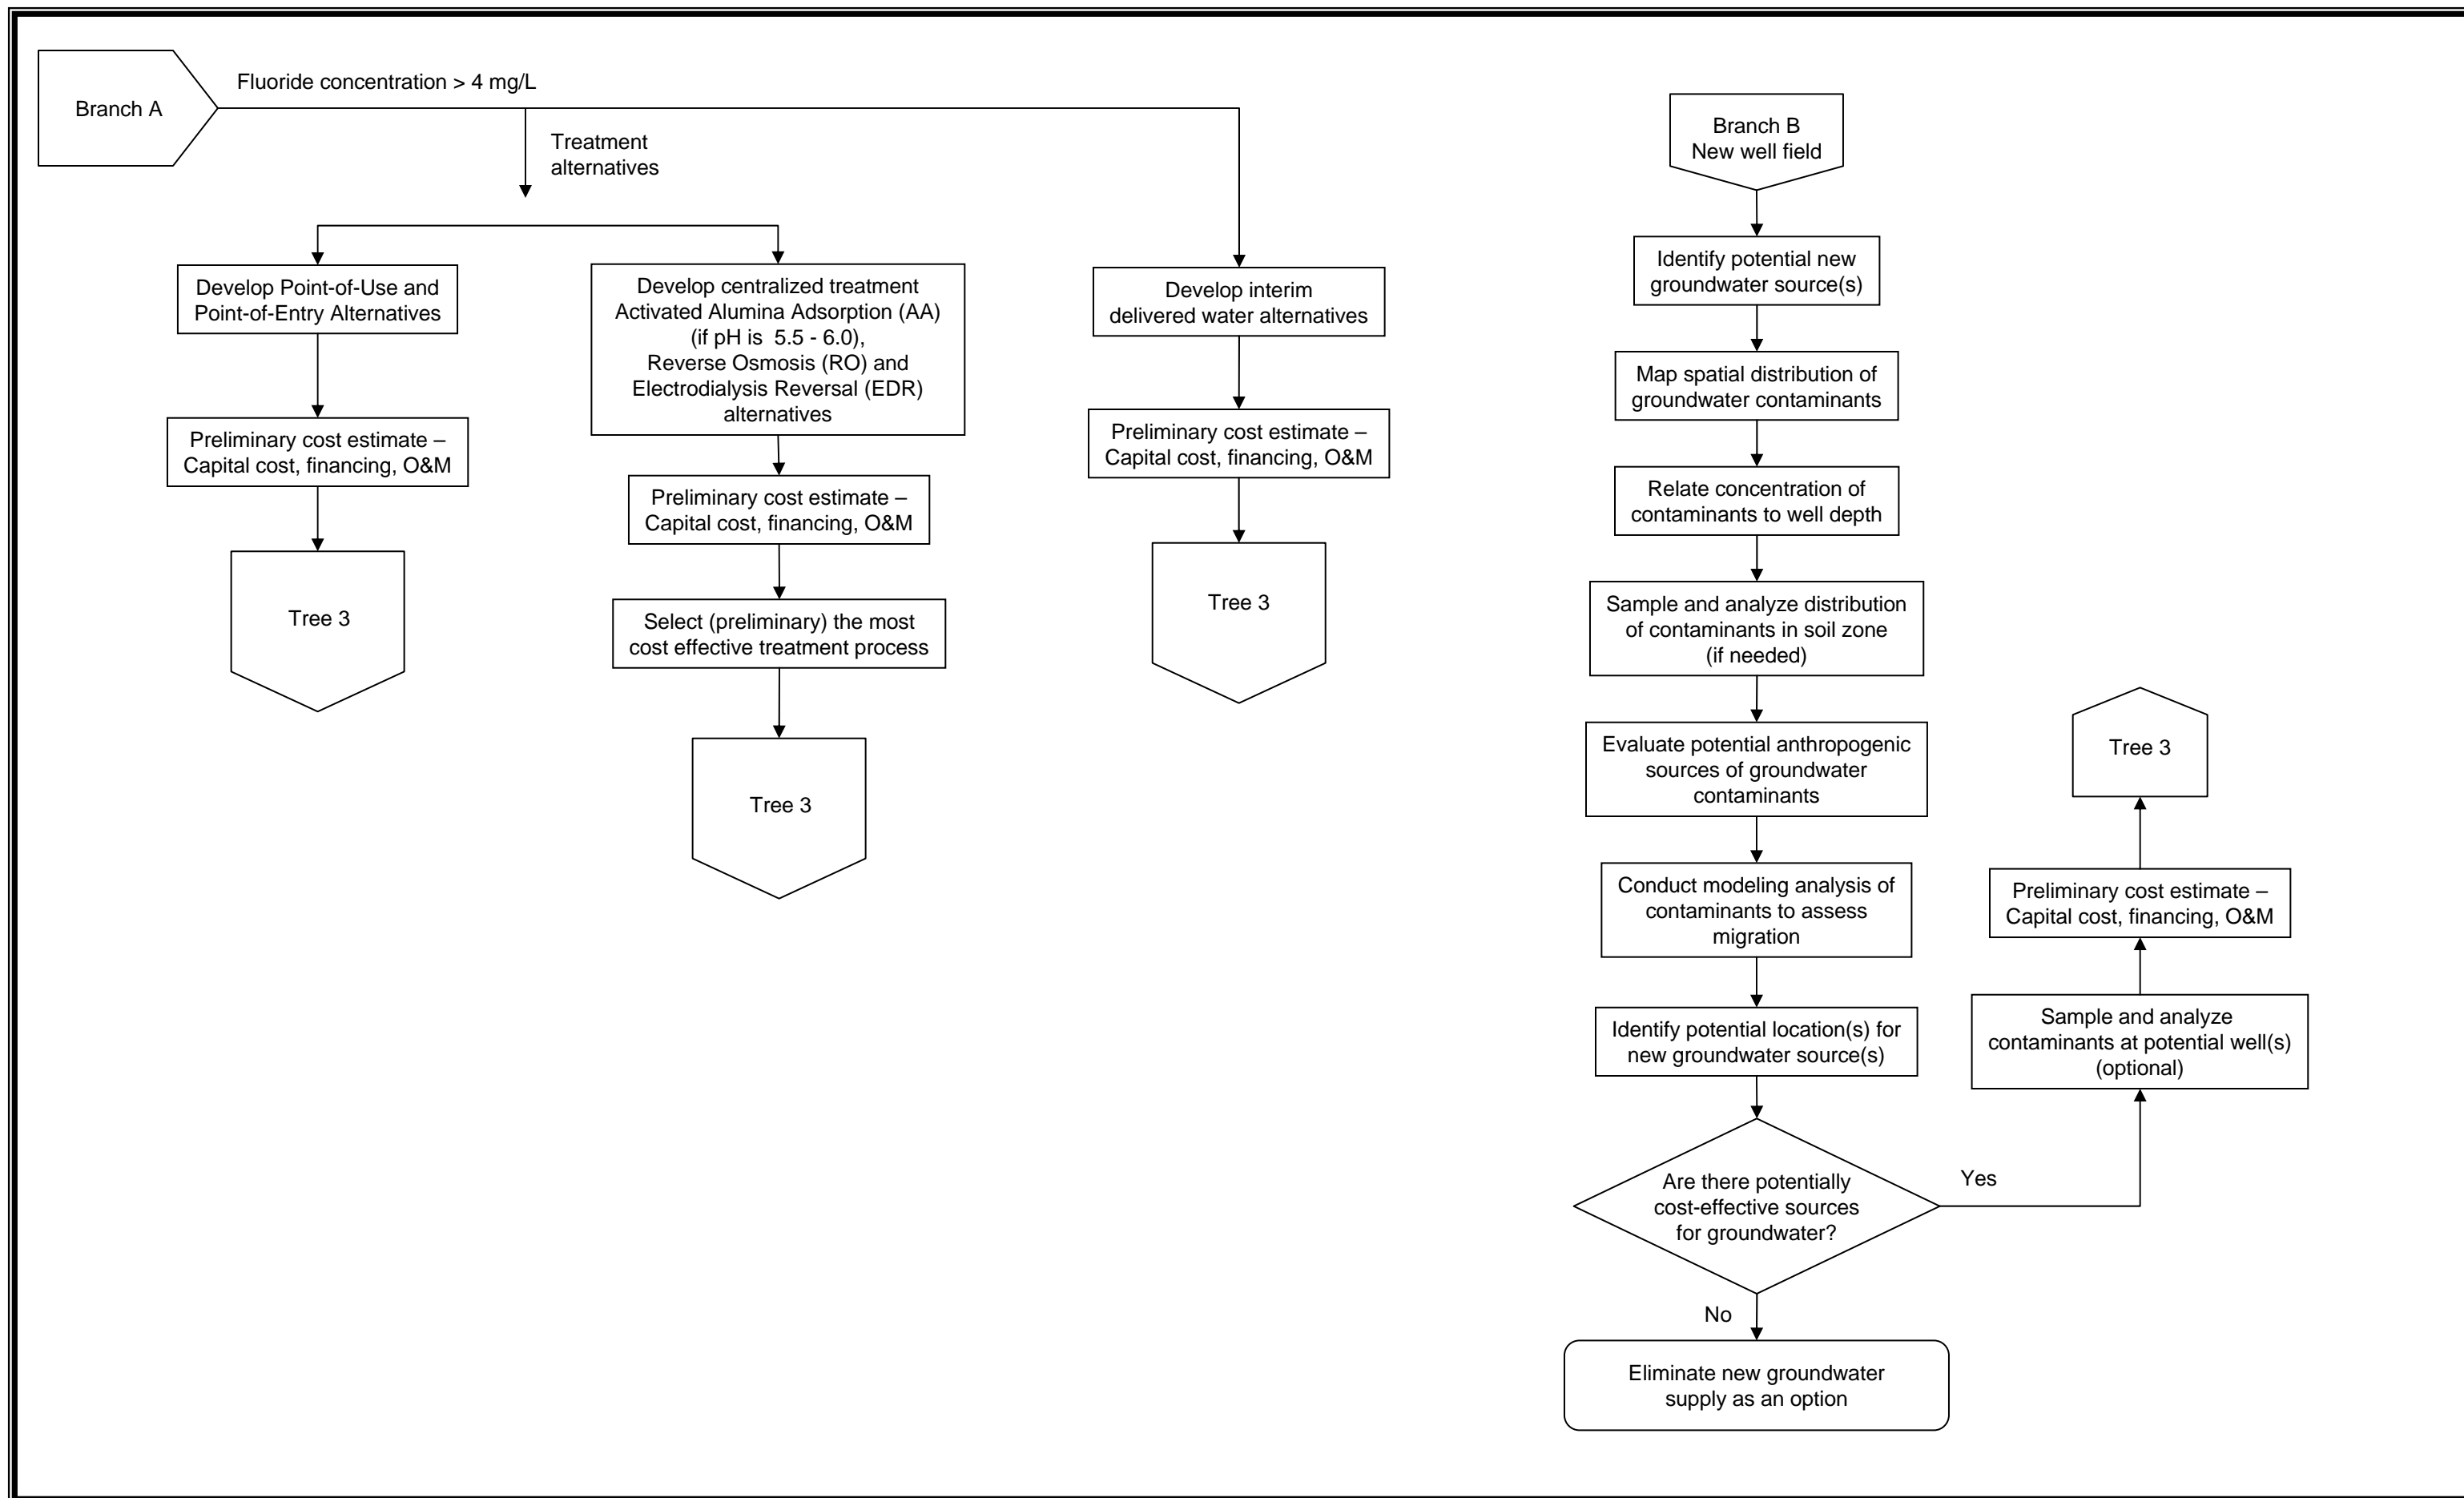 Branch A
Fluoride concentration > 4 mg/L
Treatment
alternatives
Develop Point-of-Use and
Point-of-Entry Alternatives
Preliminary cost estimate –
Capital cost, financing, O&M
Tree 3
Develop centralized treatment
Activated Alumina Adsorption (AA)
(if pH is  5.5 - 6.0),
Reverse Osmosis (RO) and
Electrodialysis Reversal (EDR)
alternatives
Preliminary cost estimate –
Capital cost, financing, O&M
Select (preliminary) the most
cost effective treatment process
Tree 3
Develop interim
delivered water alternatives
Preliminary cost estimate –
Capital cost, financing, O&M
Tree 3
Branch B
New well field
Identify potential new
groundwater source(s)
Map spatial distribution of
groundwater contaminants
Relate concentration of
contaminants to well depth
Sample and analyze distribution
of contaminants in soil zone
(if needed)
Evaluate potential anthropogenic
sources of groundwater
contaminants
Conduct modeling analysis of
contaminants to assess
migration
Identify potential location(s) for
new groundwater source(s)
Are there potentially
cost-effective sources
for groundwater?
Yes
Sample and analyze
contaminants at potential well(s)
(optional)
Preliminary cost estimate –
Capital cost, financing, O&M
Tree 3
No
Eliminate new groundwater
supply as an option